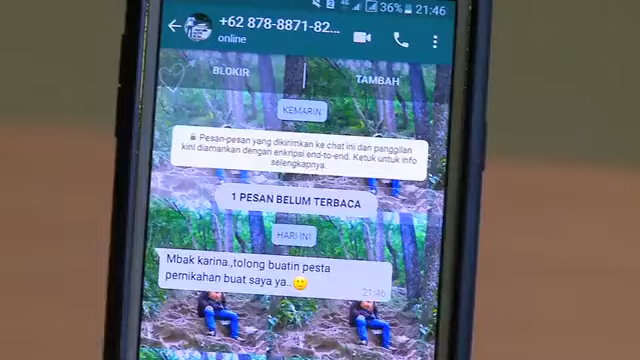 36% 21:46
+62 878-8871-82...
online
BLOKIR
TAMBAH
KEMARIN
Pesan-pesan yang dikirimkan ke chat ini dan panggilan
kini diamankan dengan enkripsi end-to-end. Ketuk untuk info
selengkapnya.
1 PESAN BELUM TERBACA
HARI INI
Mbak karina.,tolong buatin pesta
pernikahan buat saya ya..🙂
21:46